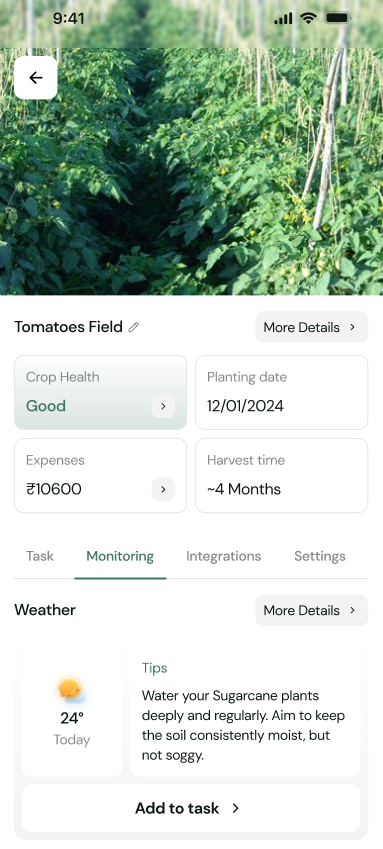 9:41
Tomatoes Field
More Details
Crop Health
Good
Planting date
12/01/2024
Expenses
₹10600
Harvest time
~4 Months
Task
Monitoring
Integrations
Settings
Weather
More Details
24°
Today
Tips
Water your Sugarcane plants
deeply and regularly. Aim to keep
the soil consistently moist, but
not soggy.
Add to task